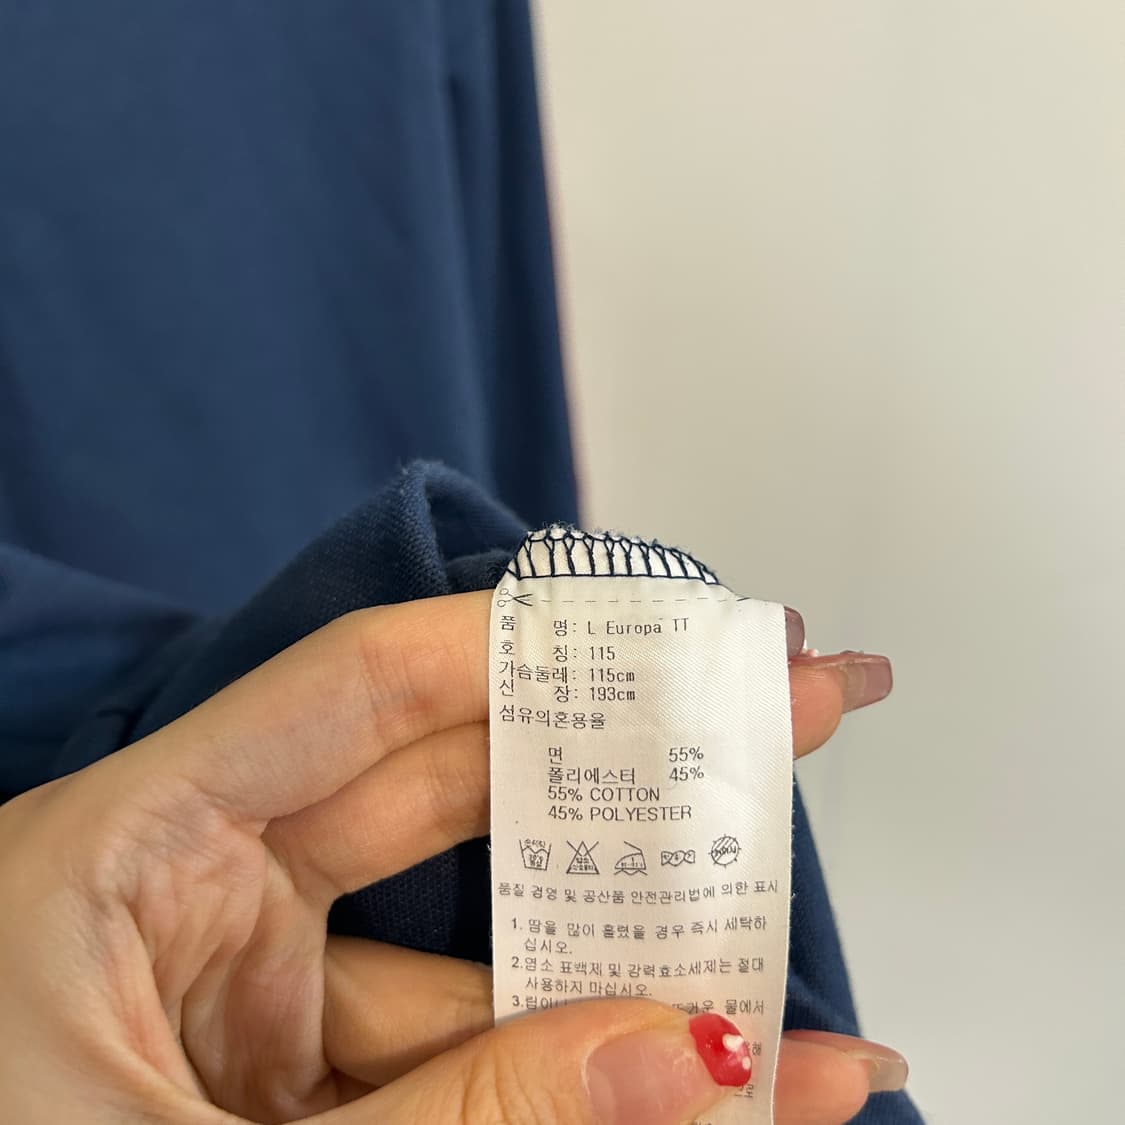 품 명: L Europa TT
호 칭: 115
가슴둘레: 115cm
신 장: 193cm
섬유의혼용율
면 55%
폴리에스터 45%
55% COTTON
45% POLYESTER
품질 경영 및 공산품 안전관리법에 의한 표시
1. 땀을 많이 흘렸을 경우 즉시 세탁하
십시오.
2.염소 표백제 및 강력효소세제는 절대
사용하지 마십시오.
3. 물에서